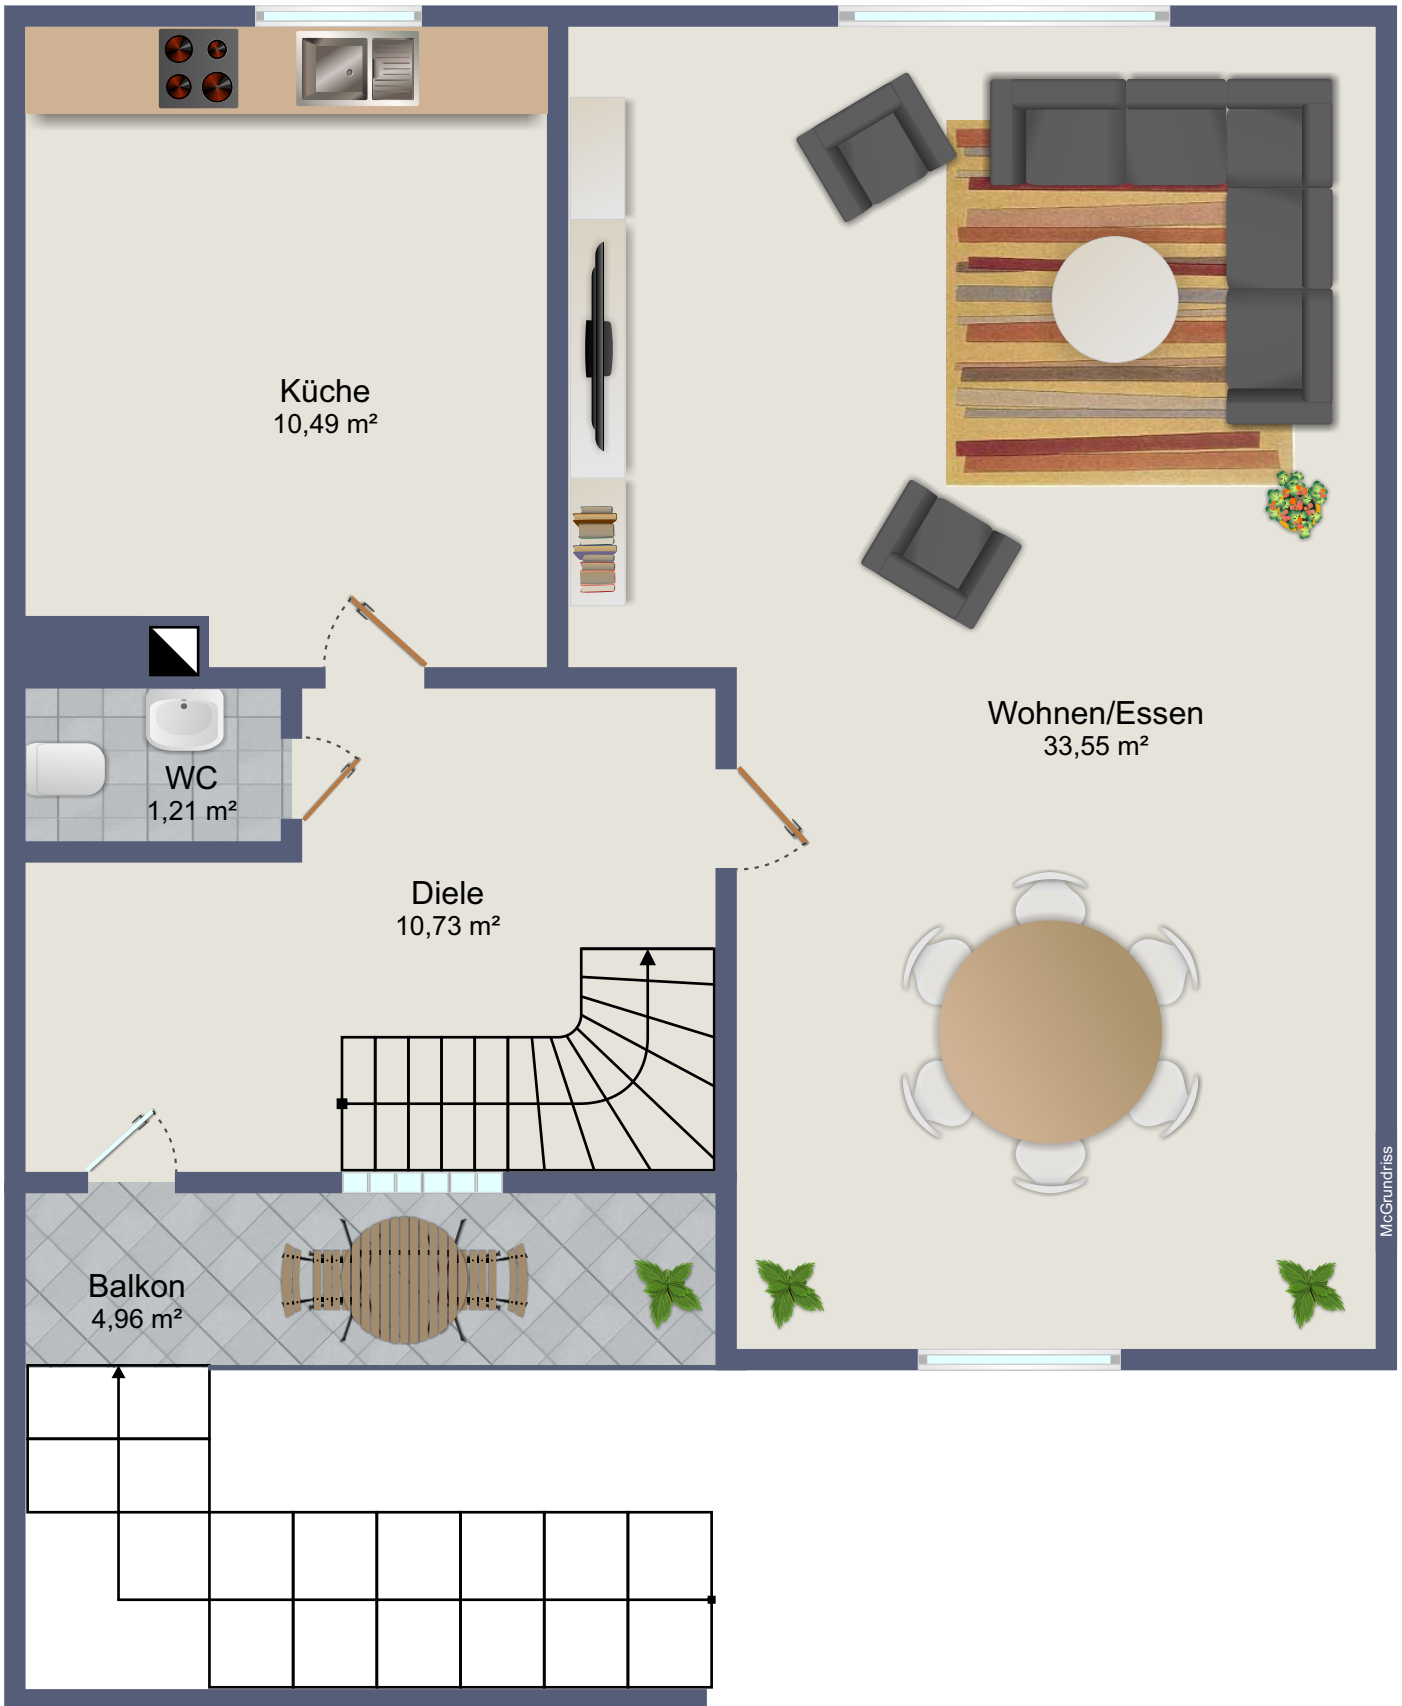 Küche
10,49 m²
Wohnen/Essen
33,55 m²
WC
1,21 m²
Diele
10,73 m²
McGrundriss
Balkon
4,96 m²